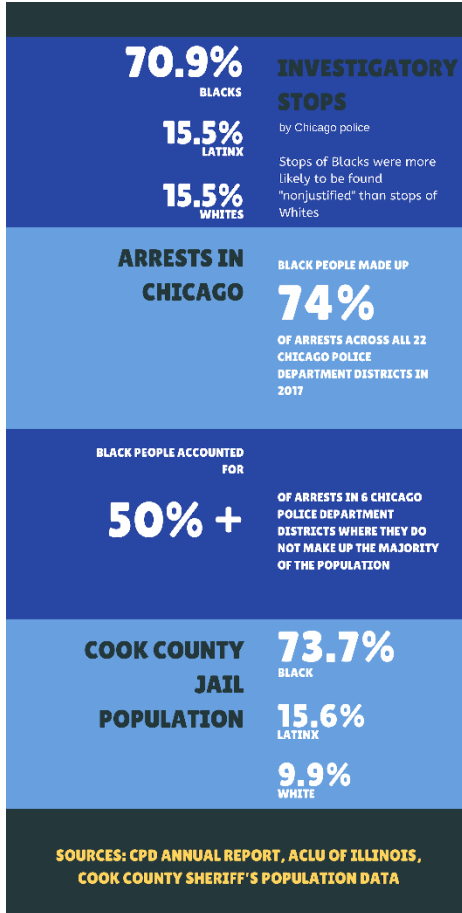 70.9%
BLACKS
15.5%
LATINX
15.5%
WHITES
INVESTIGATORY
STOPS
by Chicago police
Stops of Blacks were more
likely to be found
"nonjustified" than stops of
Whites
ARRESTS IN
CHICAGO
BLACK PEOPLE MADE UP
74%
OF ARRESTS ACROSS ALL 22
CHICAGO POLICE
DEPARTMENT DISTRICTS IN
2017
BLACK PEOPLE ACCOUNTED
FOR
50% +
OF ARRESTS IN 6 CHICAGO
POLICE DEPARTMENT
DISTRICTS WHERE THEY DO
NOT MAKE UP THE MAJORITY
OF THE POPULATION
COOK COUNTY
JAIL
POPULATION
73.7%
BLACK
15.6%
LATINX
9.9%
WHITE
SOURCES: CPD ANNUAL REPORT, ACLU OF ILLINOIS,
COOK COUNTY SHERIFF'S POPULATION DATA